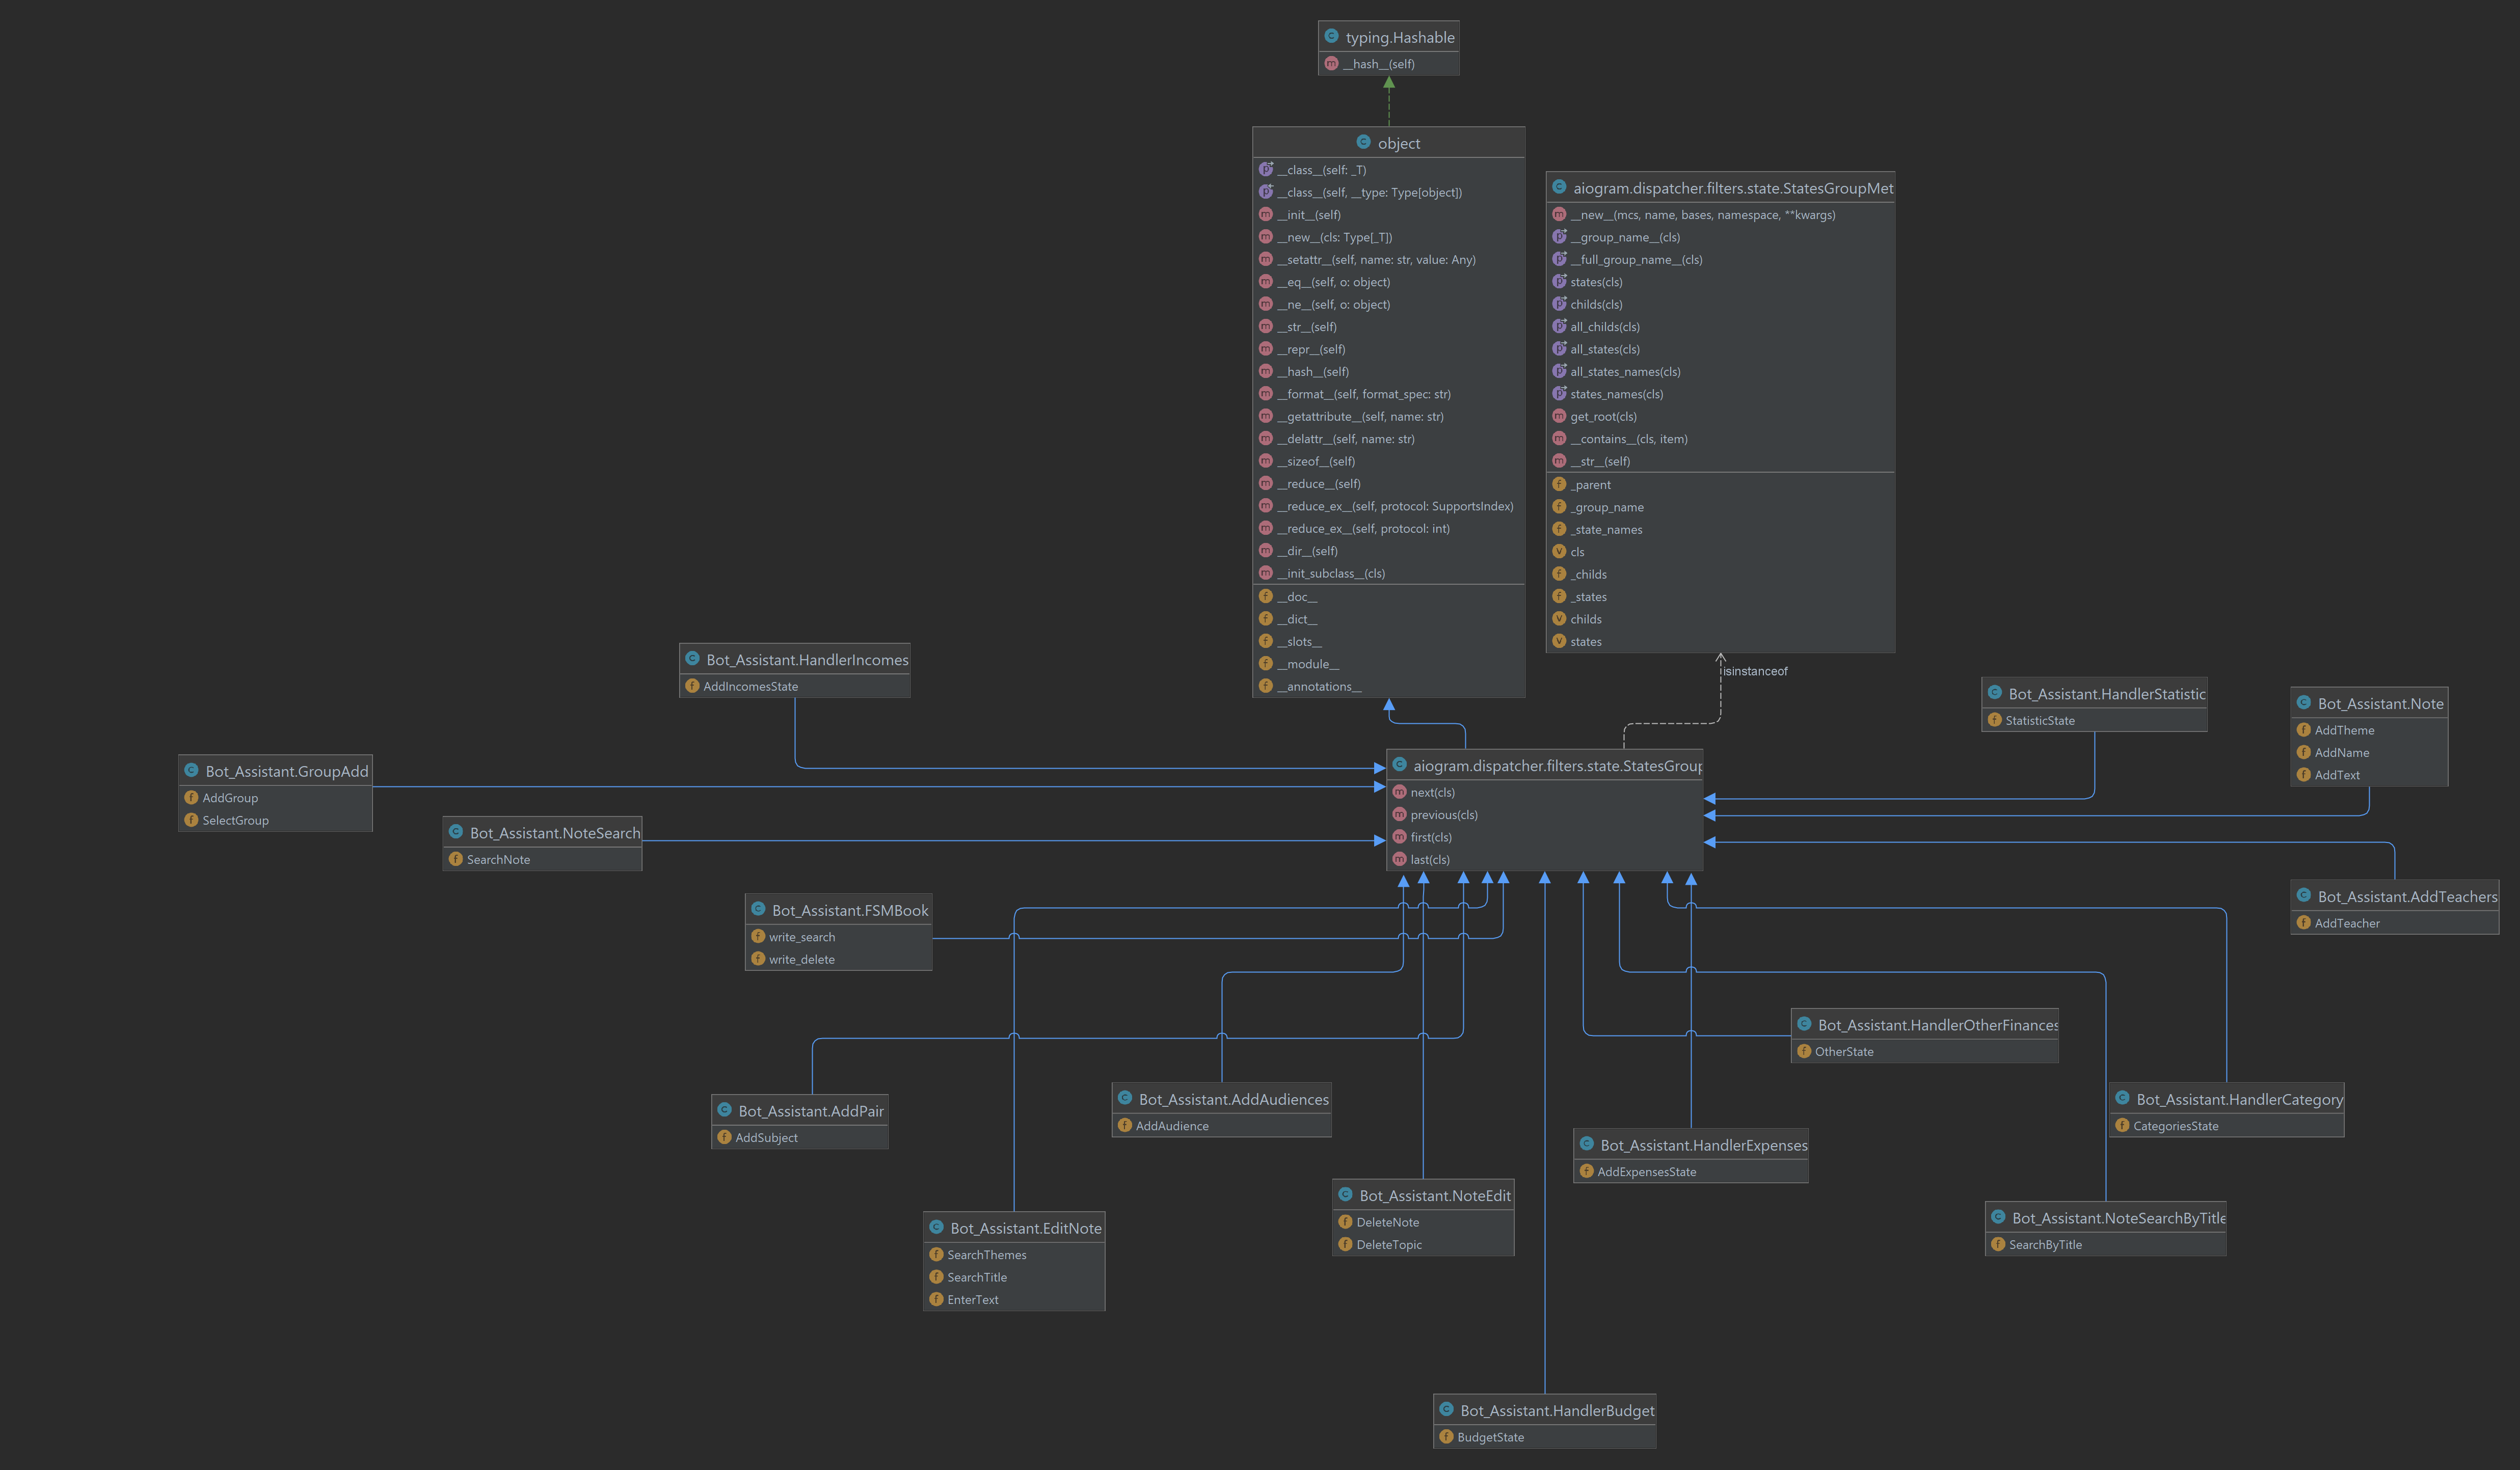 typing.Hashable
__hash__(self)
object
__class__(self: _T)
__class__(self, __type: Type[object])
__init__(self)
__new__(cls: Type[_T])
__setattr__(self, name: str, value: Any)
__eq__(self, o: object)
__ne__(self, o: object)
__str__(self)
__repr__(self)
__hash__(self)
__format__(self, format_spec: str)
__getattribute__(self, name: str)
__delattr__(self, name: str)
__sizeof__(self)
__reduce__(self)
__reduce_ex__(self, protocol: SupportsIndex)
__reduce_ex__(self, protocol: int)
__dir__(self)
__init_subclass__(cls)
__doc__
__dict__
__slots__
__module__
__annotations__
aiogram.dispatcher.filters.state.StatesGroupMet
__new__(mcs, name, bases, namespace, **kwargs)
__group_name__(cls)
__full_group_name__(cls)
states(cls)
childs(cls)
all_childs(cls)
all_states(cls)
all_states_names(cls)
states_names(cls)
get_root(cls)
__contains__(cls, item)
__str__(self)
_parent
_group_name
_state_names
cls
_childs
_states
childs
states
isinstanceof
Bot_Assistant.HandlerIncomes
AddIncomesState
Bot_Assistant.HandlerStatistic
StatisticState
Bot_Assistant.Note
AddTheme
AddName
AddText
Bot_Assistant.GroupAdd
AddGroup
SelectGroup
aiogram.dispatcher.filters.state.StatesGroup
next(cls)
previous(cls)
first(cls)
last(cls)
Bot_Assistant.NoteSearch
SearchNote
Bot_Assistant.FSMBook
write_search
write_delete
Bot_Assistant.AddTeachers
AddTeacher
Bot_Assistant.HandlerOtherFinances
OtherState
Bot_Assistant.AddPair
AddSubject
Bot_Assistant.AddAudiences
AddAudience
Bot_Assistant.HandlerCategory
CategoriesState
Bot_Assistant.HandlerExpenses
AddExpensesState
Bot_Assistant.NoteEdit
DeleteNote
DeleteTopic
Bot_Assistant.NoteSearchByTitle
SearchByTitle
Bot_Assistant.EditNote
SearchThemes
SearchTitle
EnterText
Bot_Assistant.HandlerBudget
BudgetState